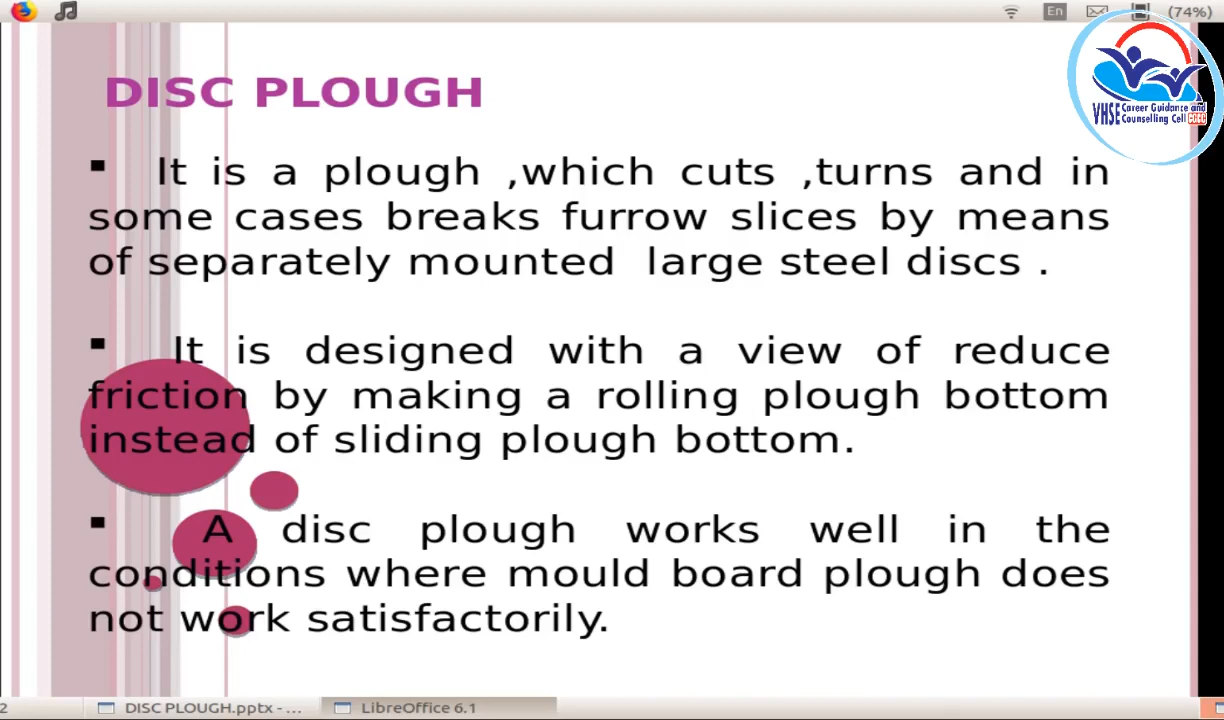 En
(74%)
VHSE Career Guidance and
Counselling Cell CGCC
DISC PLOUGH
▪ It is a plough ,which cuts ,turns and in
some cases breaks furrow slices by means
of separately mounted large steel discs .
▪ It is designed with a view of reduce
friction by making a rolling plough bottom
instead of sliding plough bottom.
▪ A disc plough works well in the
conditions where mould board plough does
not work satisfactorily.
2
DISC PLOUGH.pptx - ...
LibreOffice 6.1